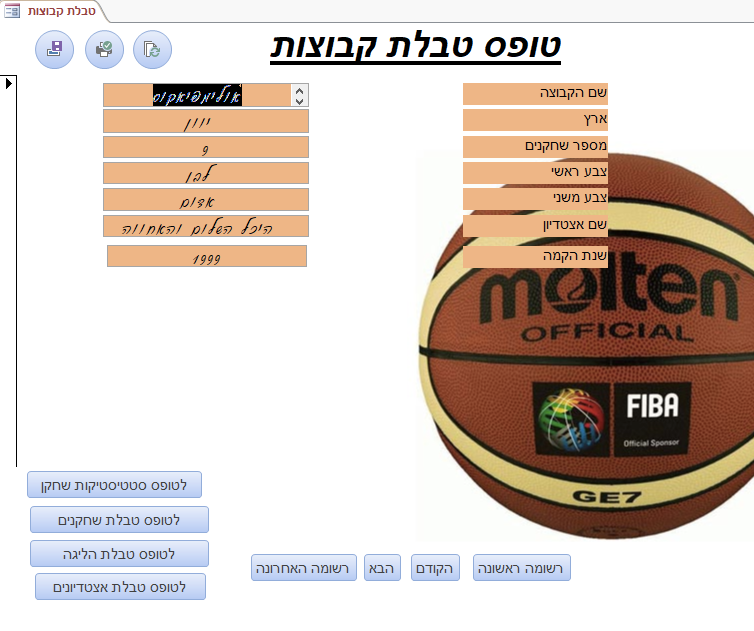 טבלת קבוצות
טופס טבלת קבוצות
שם הקבוצה אולימפיאקוס
ארץ יוון
מספר שחקנים 9
צבע ראשי לבן
צבע משני אדום
שם אצטדיון היכל השלום והאחווה
שנת הקמה 1999
molten
OFFICIAL
FIBA
Official Sponsor
GE7
לטופס סטטיסטיקות שחקן
לטופס טבלת שחקנים
לטופס טבלת הליגה
לטופס טבלת אצטדיונים
רשומה ראשונה הקודם הבא רשומה האחרונה